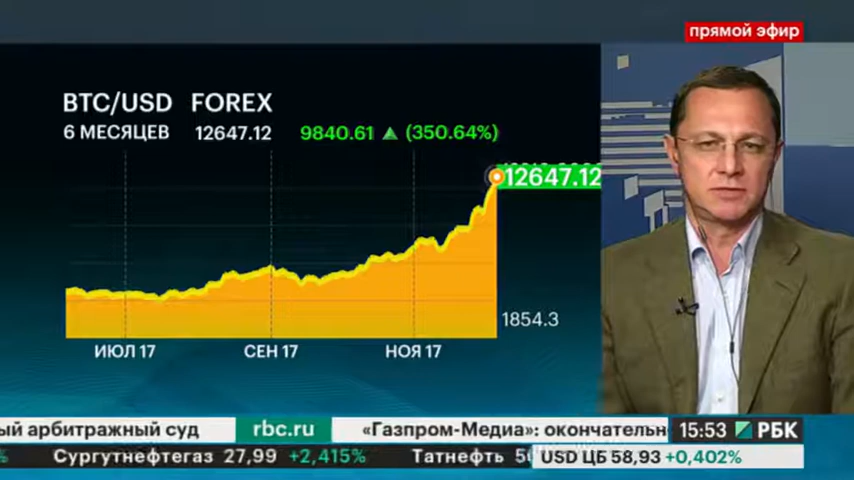 прямой эфир
BTC/USD FOREX
6 МЕСЯЦЕВ 12647.12 9840.61 ▲ (350.64%)
12647.12
1854.3
ИЮЛ 17 СЕН 17 НОЯ 17
арбитражный суд rbc.ru «Газпром-Медиа»: 15:53 РБК
% Сургутнефтегаз 27,99 +2,415% Татнефть USD ЦБ 58,93 +0,402%